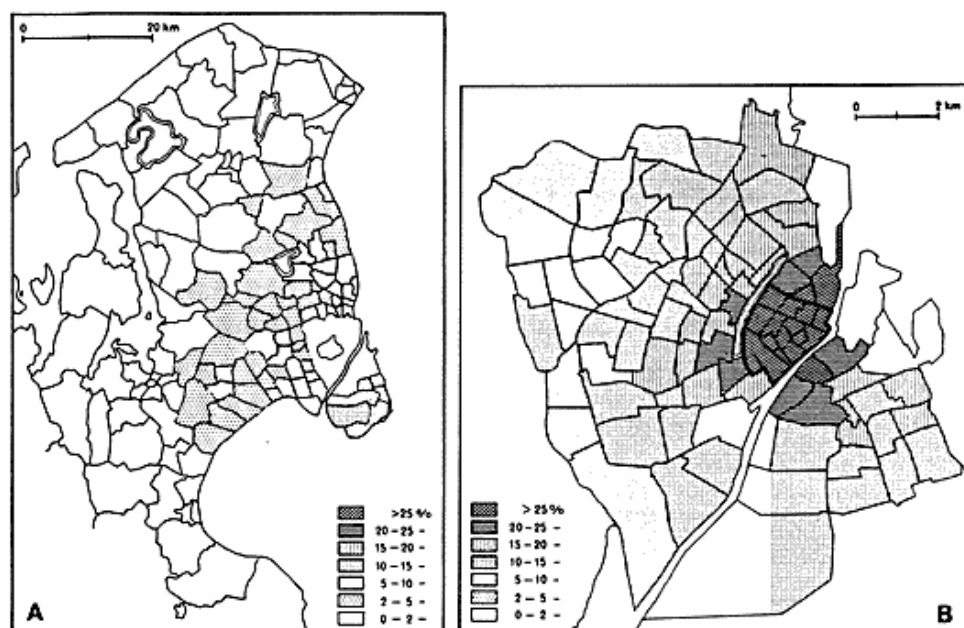 0 20 km
>25 %
20 – 25 –
15 – 20 –
10 – 15 –
5 – 10 –
2 – 5 –
0 – 2 –
A
0 2 km
> 25 %
20 – 25 –
15 – 20 –
10 – 15 –
5 – 10 –
2 – 5 –
0 – 2 –
B